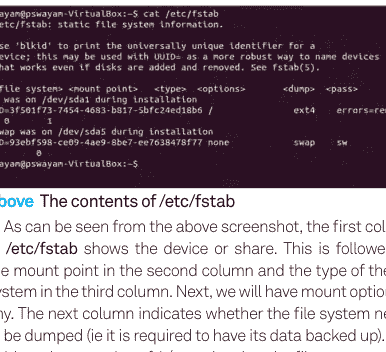 ayam@pswayam-VirtualBox:~$ cat /etc/fstab
etc/fstab: static file system information.
se 'blkid' to print the universally unique identifier for a
evice; this may be used with UUID= as a more robust way to name devices
hat works even if disks are added and removed. See fstab(5).
file system> <mount point> <type> <options> <dump> <pass>
was on /dev/sda1 during installation
D=3f501f73-7454-4683-b817-5bfc24ed18b6 / ext4 errors=re
0 1
wap was on /dev/sda5 during installation
D=93ebf598-ce09-4ae9-8be7-ee7638478f77 none swap sw
0
ayam@pswayam-VirtualBox:~$
bove The contents of /etc/fstab
As can be seen from the above screenshot, the first col
/etc/fstab shows the device or share. This is followe
e mount point in the second column and the type of the
ystem in the third column. Next, we will have mount optio
ny. The next column indicates whether the file system ne
be dumped (ie it is required to have its data backed up).